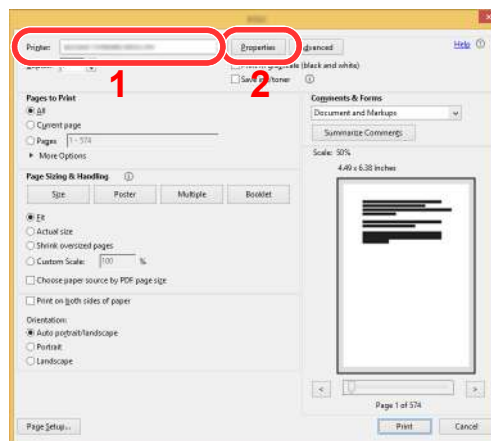 Printer:
Properties
Advanced
Help
1
2
(black and white)
Save ink/toner
Pages to Print
All
Current page
Pages 1 - 574
More Options
Comments & Forms
Document and Markups
Summarize Comments
Scale: 50%
4.49 x 6.38 Inches
Page Sizing & Handling
Size Poster Multiple Booklet
Fit
Actual size
Shrink oversized pages
Custom Scale: 100 %
Choose paper source by PDF page size
Print on both sides of paper
Orientation:
Auto portrait/landscape
Portrait
Landscape
< >
Page 1 of 574
Page Setup...
Print Cancel